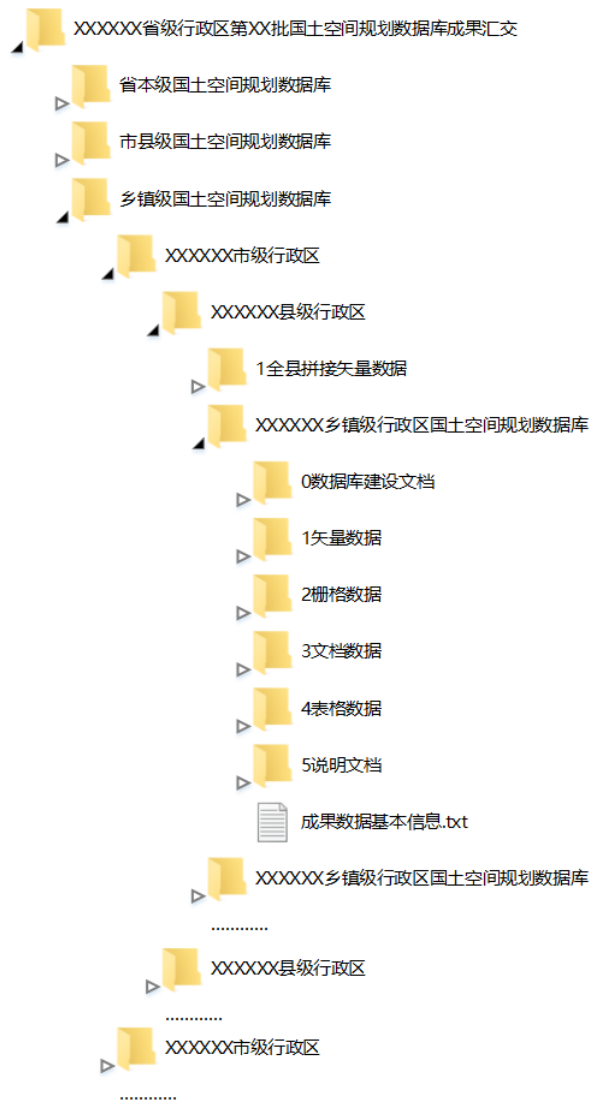 XXXXXX省级行政区第XX批国土空间规划数据库成果汇交
省本级国土空间规划数据库
市县级国土空间规划数据库
乡镇级国土空间规划数据库
XXXXXX市级行政区
XXXXXX县级行政区
1全县拼接矢量数据
XXXXXX乡镇级行政区国土空间规划数据库
0数据库建设文档
1矢量数据
2栅格数据
3文档数据
4表格数据
5说明文档
成果数据基本信息.txt
XXXXXX乡镇级行政区国土空间规划数据库
............
XXXXXX县级行政区
............
XXXXXX市级行政区
............